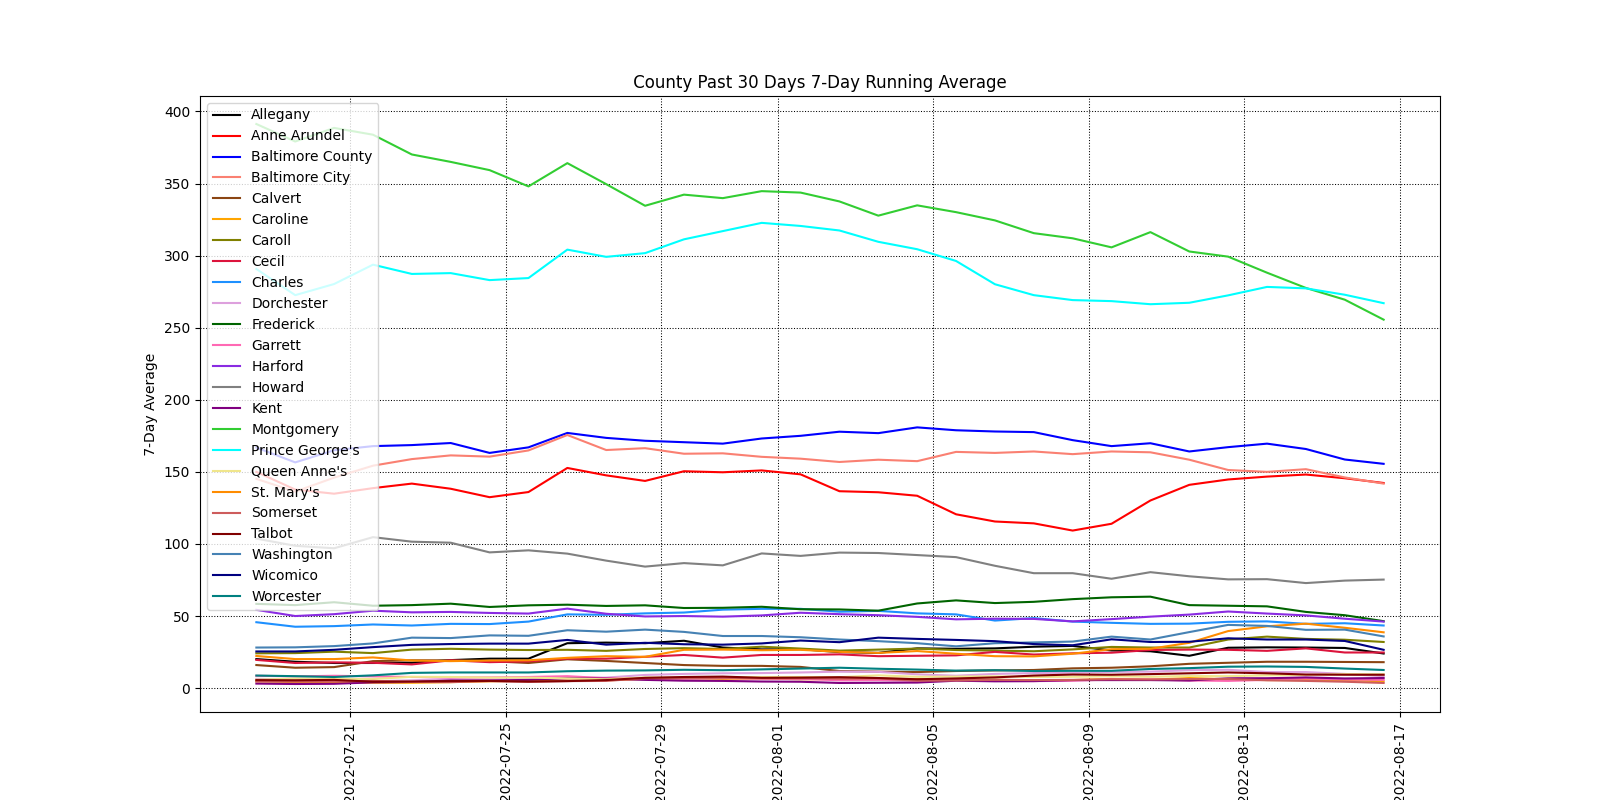 County Past 30 Days 7-Day Running Average
7-Day Average
400
350
300
250
200
150
100
50
0
Allegany
Anne Arundel
Baltimore County
Baltimore City
Calvert
Caroline
Caroll
Cecil
Charles
Dorchester
Frederick
Garrett
Harford
Howard
Kent
Montgomery
Prince George's
Queen Anne's
St. Mary's
Somerset
Talbot
Washington
Wicomico
Worcester
2022-07-21
2022-07-25
2022-07-29
2022-08-01
2022-08-05
2022-08-09
2022-08-13
2022-08-17